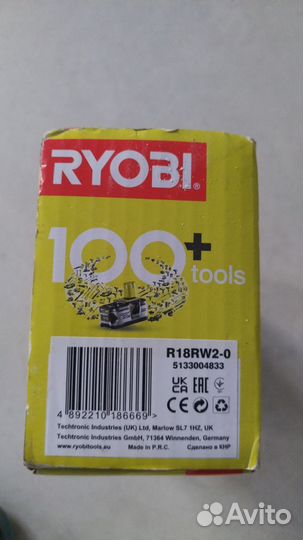 RYOBI®
100+
tools
R18RW2-0
5133004833
UK CA EAC CE
4 892210 186669 >
Techtronic Industries (UK) Ltd, Marlow SL7 1HZ, UK
Techtronic Industries GmbH, 71364 Winnenden, Germany
www.ryobitools.eu Made in P.R.C. Сделано в КНР
Avito